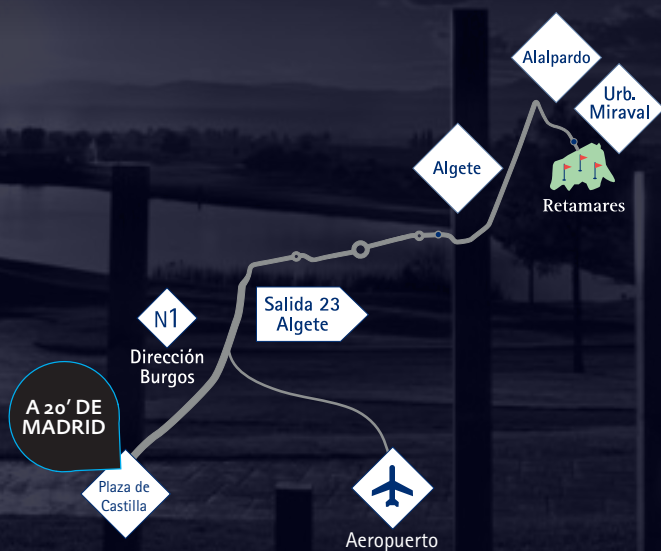 Alalpardo
Urb.
Miraval
Algete
Retamares
Salida 23
Algete
N1
Dirección
Burgos
A 20' DE
MADRID
Plaza de
Castilla
Aeropuerto